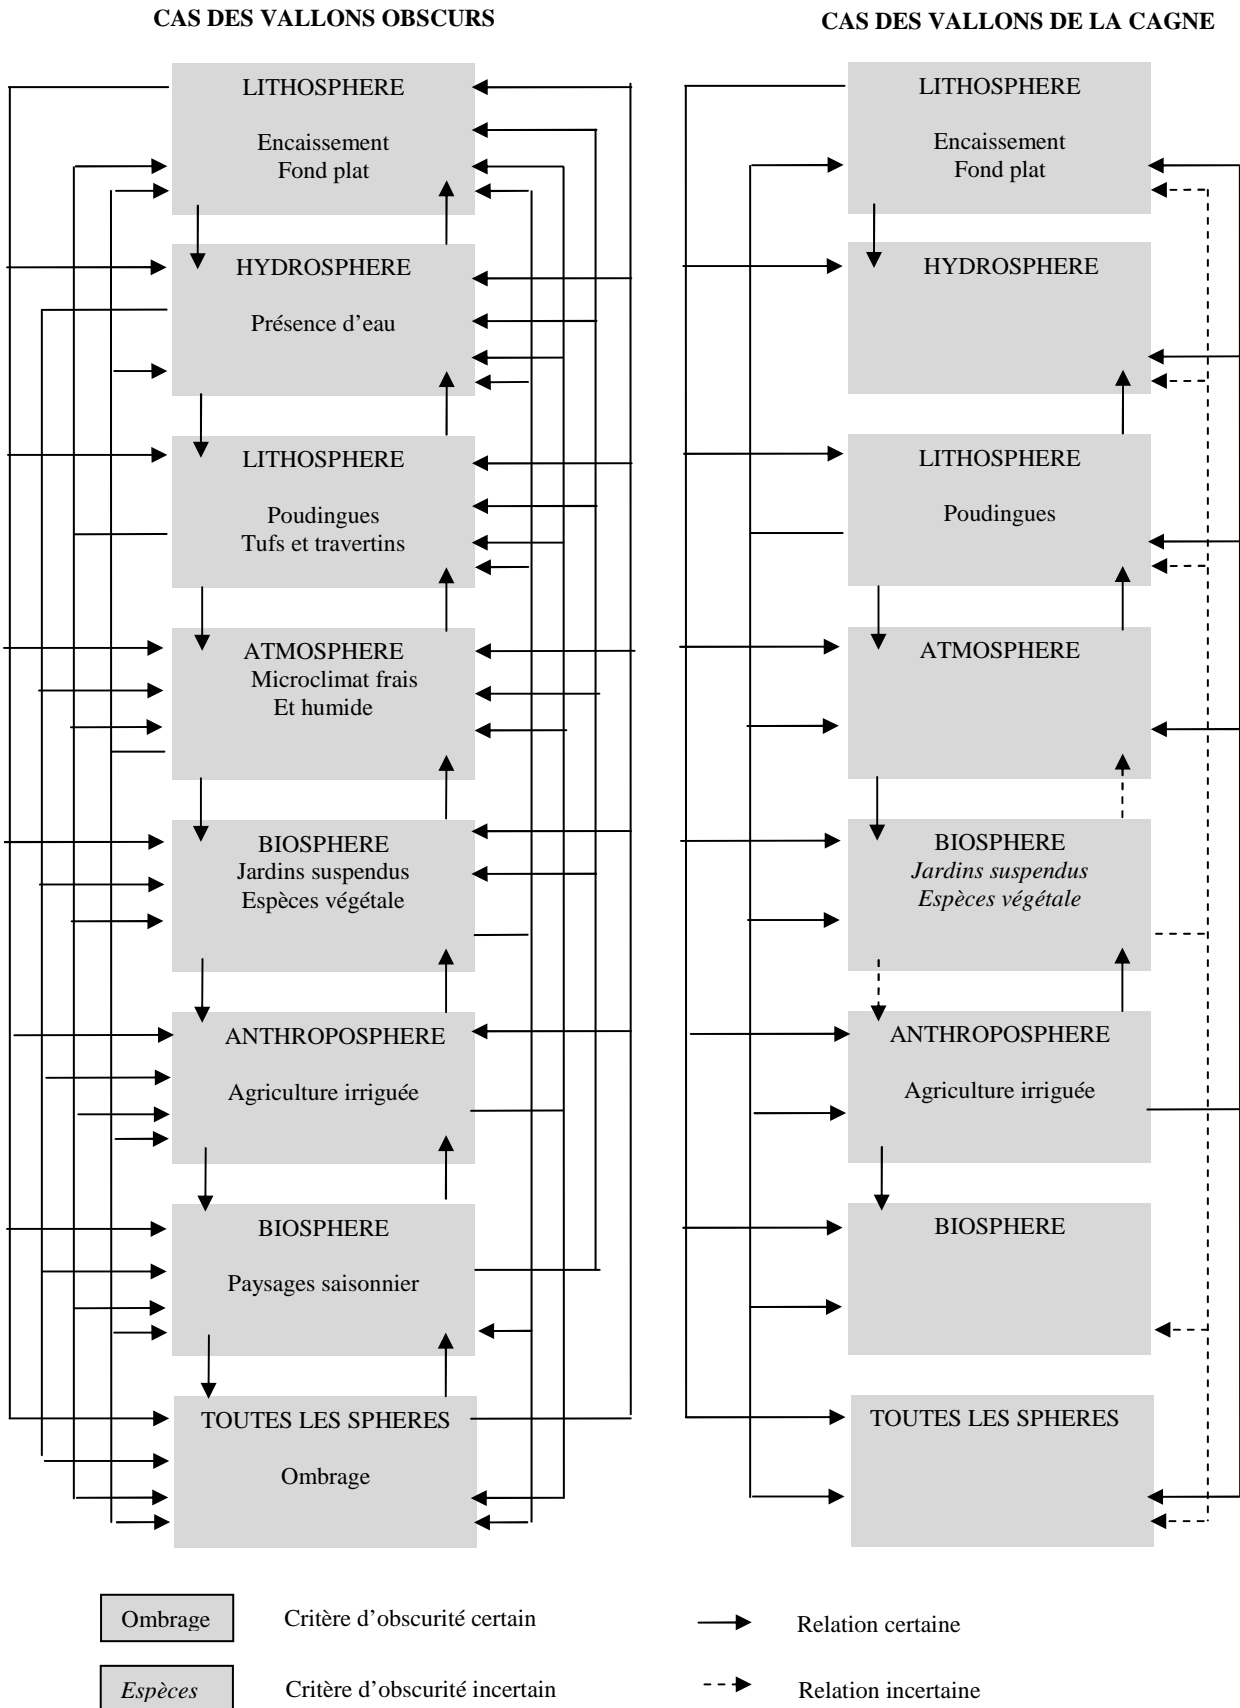 CAS DES VALLONS OBSCURS
LITHOSPHERE
Encaissement
Fond plat
HYDROSPHERE
Présence d'eau
LITHOSPHERE
Poudingues
Tufs et travertins
ATMOSPHERE
Microclimat frais
Et humide
BIOSPHERE
Jardins suspendus
Espèces végétale
ANTHROPOSPHERE
Agriculture irriguée
BIOSPHERE
Paysages saisonnier
TOUTES LES SPHERES
Ombrage
CAS DES VALLONS DE LA CAGNE
LITHOSPHERE
Encaissement
Fond plat
HYDROSPHERE
LITHOSPHERE
Poudingues
ATMOSPHERE
BIOSPHERE
Jardins suspendus
Espèces végétale
ANTHROPOSPHERE
Agriculture irriguée
BIOSPHERE
TOUTES LES SPHERES
Ombrage
Critère d'obscurité certain
Relation certaine
Espèces
Critère d'obscurité incertain
Relation incertaine